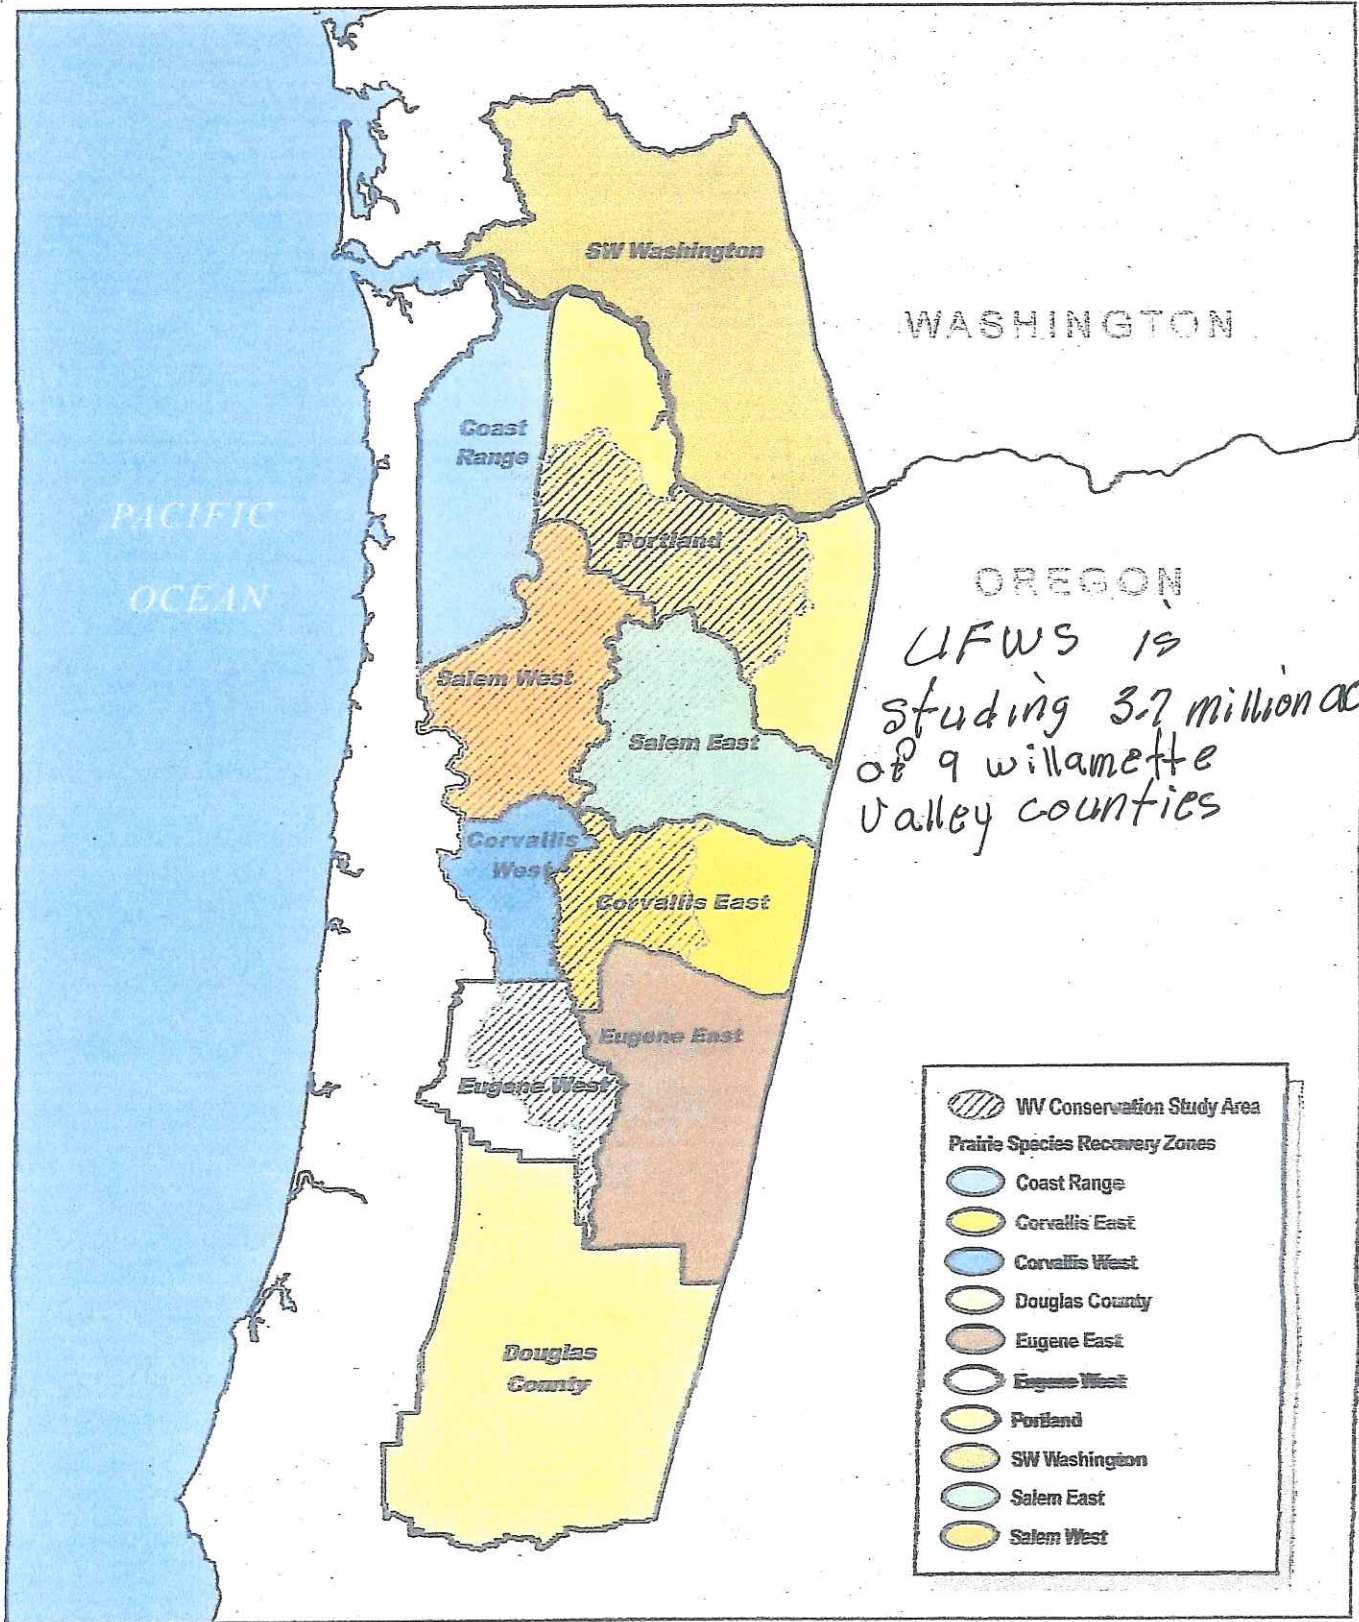 SW Washington
WASHINGTON
Coast
Range
PACIFIC
OCEAN
Portland
OREGON
UFWS is
studing 3.7 million ac
of 9 willamette
valley counties
Salem West
Salem East
Corvallis
West
Corvallis East
Eugene East
Eugene West
Douglas
County
WV Conservation Study Area
Prairie Species Recovery Zones
Coast Range
Corvallis East
Corvallis West
Douglas County
Eugene East
Eugene West
Portland
SW Washington
Salem East
Salem West